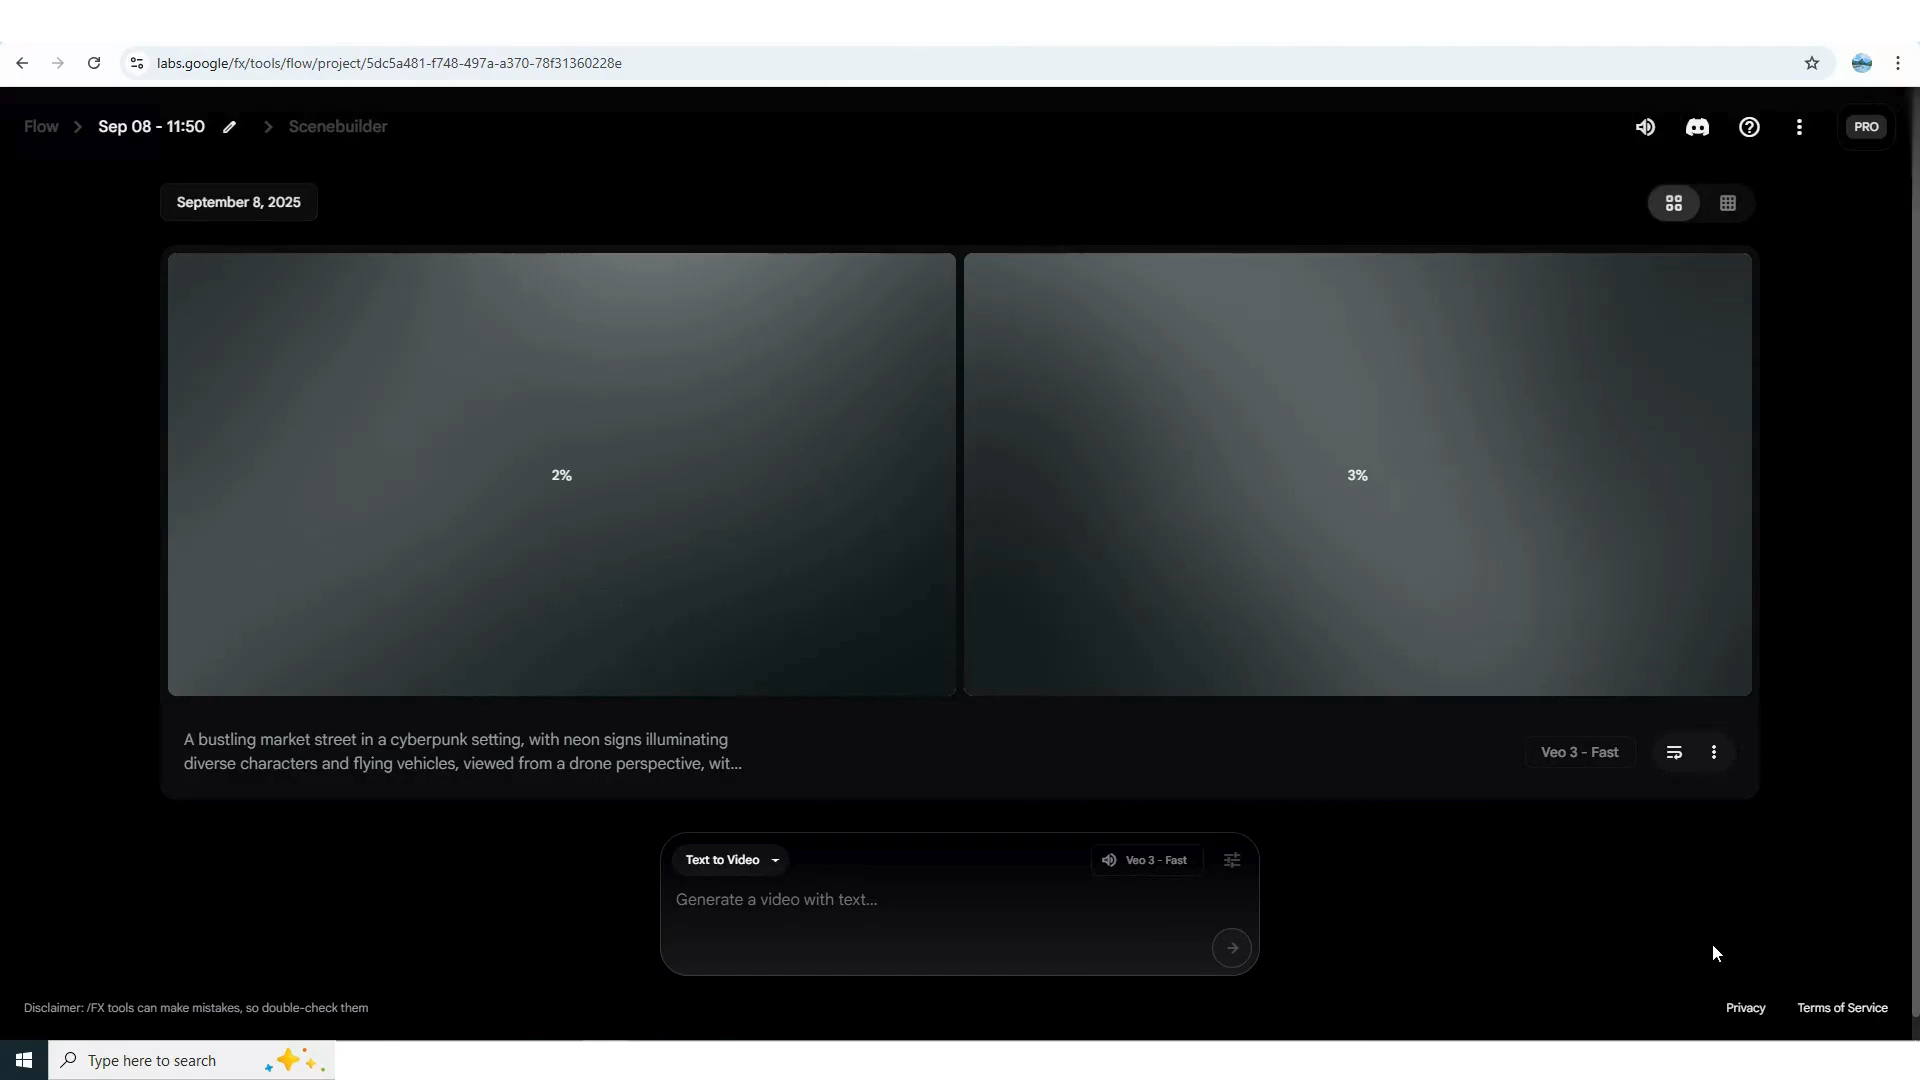 labs.google/fx/tools/flow/project/5dc5a481-f748-497a-a370-78f31360228e
Flow
Sep 08 - 11:50
Scenebuilder
PRO
September 8, 2025
2%
3%
A bustling market street in a cyberpunk setting, with neon signs illuminating
diverse characters and flying vehicles, viewed from a drone perspective, wit...
Veo 3 - Fast
Text to Video
Veo 3 - Fast
Generate a video with text...
Disclaimer: /FX tools can make mistakes, so double-check them
Privacy
Terms of Service
Type here to search